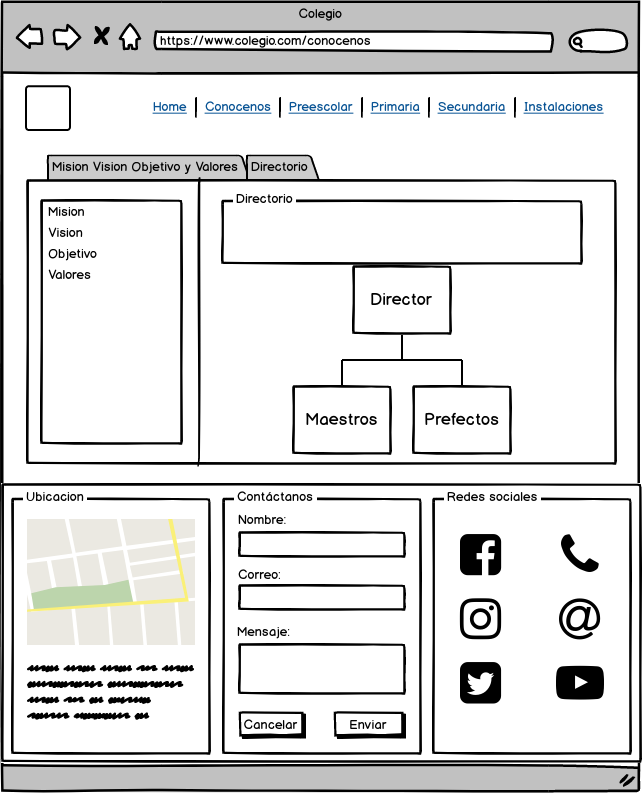 Colegio
https://www.colegio.com/conocenos
Home Conocenos Preescolar Primaria Secundaria Instalaciones
Mision Vision Objetivo y Valores Directorio
Mision
Vision
Objetivo
Valores
Directorio
Director
Maestros Prefectos
Ubicacion
Contáctanos
Nombre:
Correo:
Mensaje:
Cancelar Enviar
Redes sociales
@